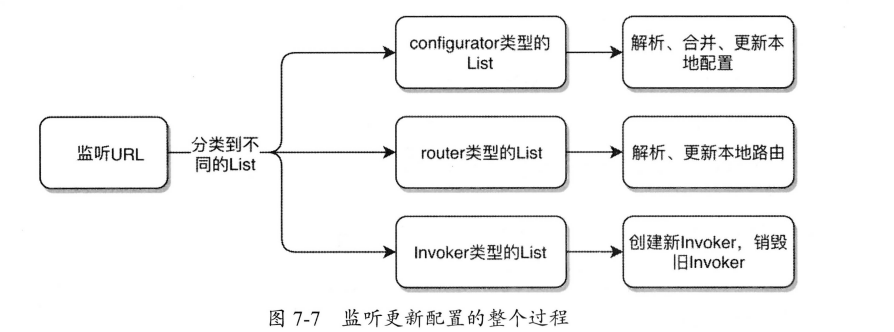 监听URL
分类到不
同的List
configurator类型的
List
解析、合并、更新本
地配置
router类型的List
解析、更新本地路由
Invoker类型的List
创建新Invoker，销毁
旧Invoker
图 7-7 监听更新配置的整个过程